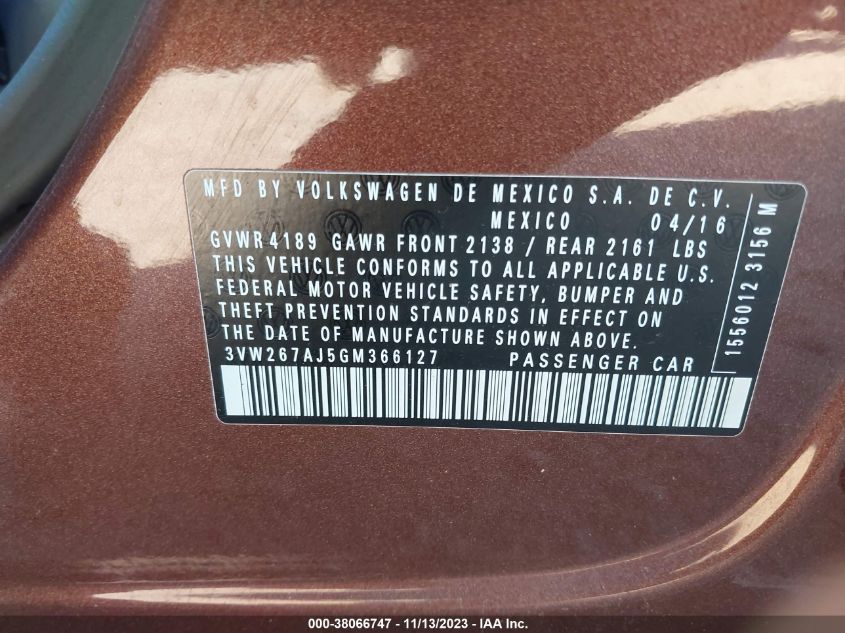 MFD BY VOLKSWAGEN DE MEXICO S.A. DE C.V.
MEXICO 04/16
GVWR 4189 GAWR FRONT 2138 / REAR 2161 LBS
THIS VEHICLE CONFORMS TO ALL APPLICABLE U.S.
FEDERAL MOTOR VEHICLE SAFETY, BUMPER AND
THEFT PREVENTION STANDARDS IN EFFECT ON
THE DATE OF MANUFACTURE SHOWN ABOVE.
3VW267AJ5GM366127 PASSENGER CAR
1556012 3156 M
000-38066747 - 11/13/2023 - IAA Inc.